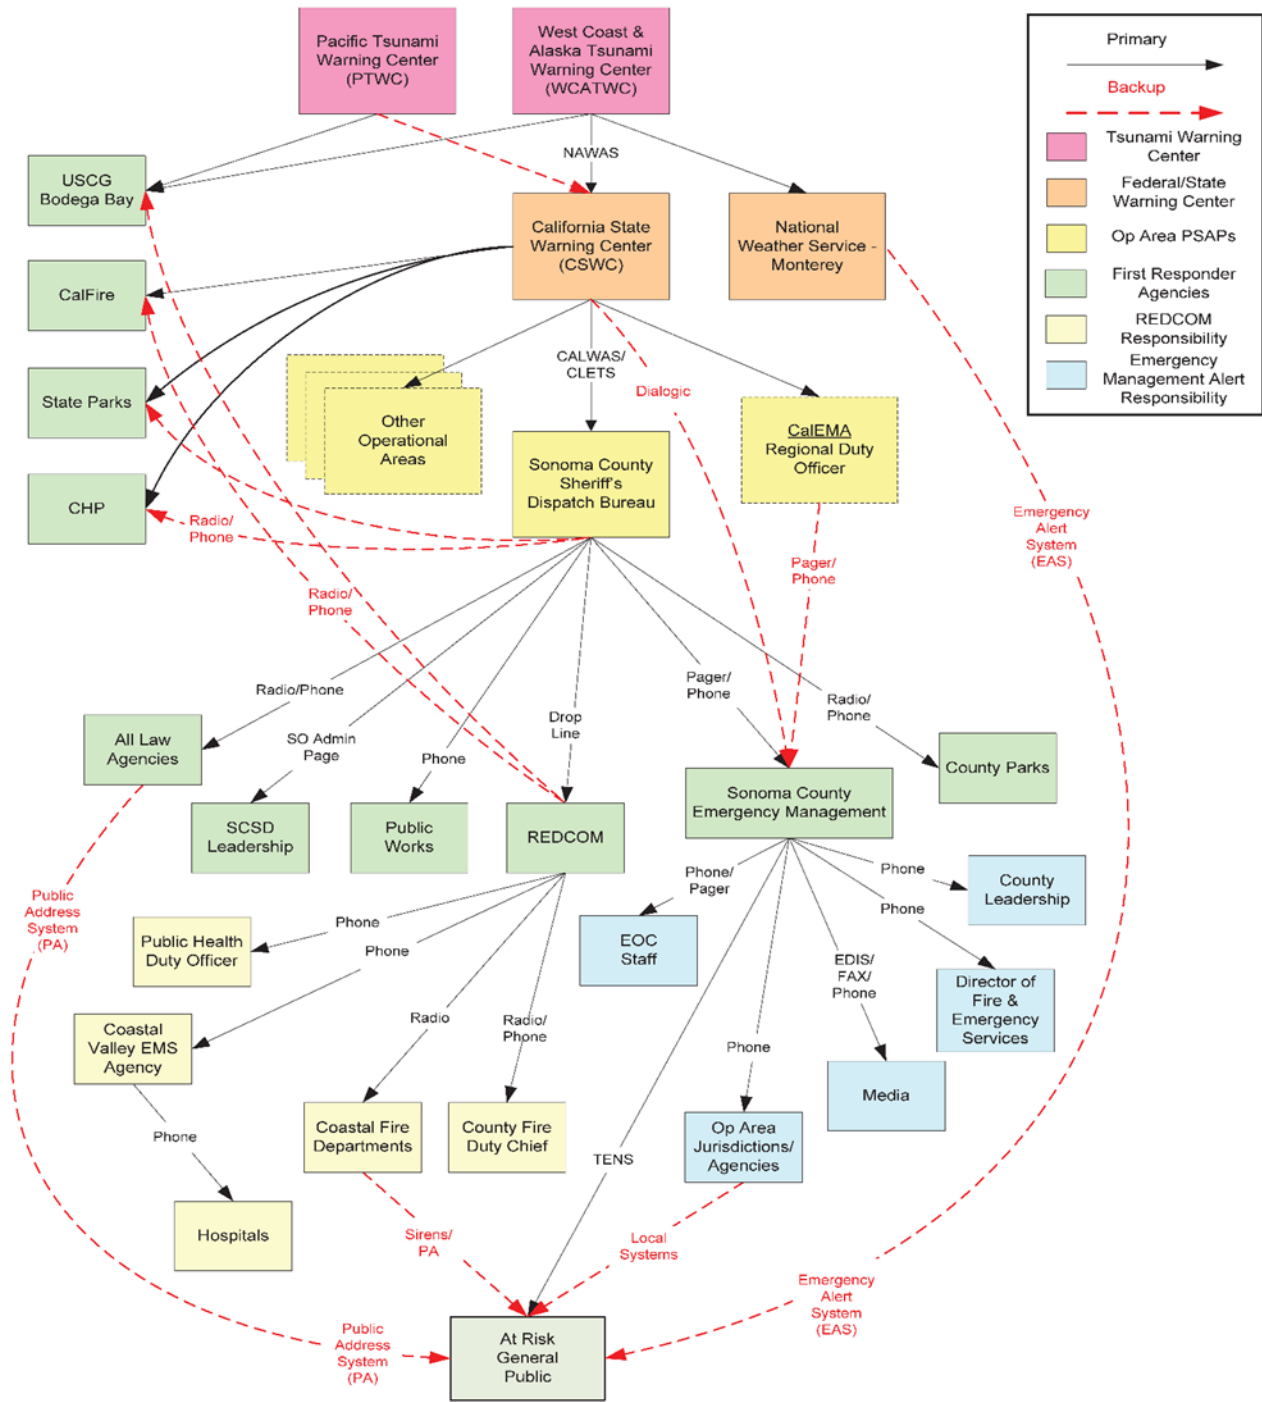 Pacific Tsunami
Warning Center
(PTWC)
West Coast &
Alaska Tsunami
Warning Center
(WCATWC)
Primary
Backup
Tsunami Warning
Center
Federal/State
Warning Center
Op Area PSAPs
First Responder
Agencies
REDCOM
Responsibility
Emergency
Management Alert
Responsibility
NAWAS
USCG
Bodega Bay
California State
Warning Center
(CSWC)
National
Weather Service -
Monterey
CalFire
State Parks
CHP
CALWAS/
CLETS
Dialogic
Other
Operational
Areas
Sonoma County
Sheriff's
Dispatch Bureau
CalEMA
Regional Duty
Officer
Radio/
Phone
Radio/
Phone
Pager/
Phone
Emergency
Alert
System
(EAS)
Radio/Phone
SO Admin
Page
Phone
Drop
Line
Pager/
Phone
Radio/
Phone
All Law
Agencies
SCSD
Leadership
Public
Works
REDCOM
Sonoma County
Emergency Management
County Parks
Public
Address
System
(PA)
Phone
Phone
Radio
Radio/
Phone
Phone/
Pager
Phone
Phone
EDIS/
FAX/
Phone
Phone
Public Health
Duty Officer
EOC
Staff
County
Leadership
Director of
Fire &
Emergency
Services
Coastal
Valley EMS
Agency
Media
Phone
Coastal Fire
Departments
County Fire
Duty Chief
Op Area
Jurisdictions/
Agencies
TENS
Hospitals
Sirens/
PA
Local
Systems
Emergency
Alert
System
(EAS)
Public
Address
System
(PA)
At Risk
General
Public